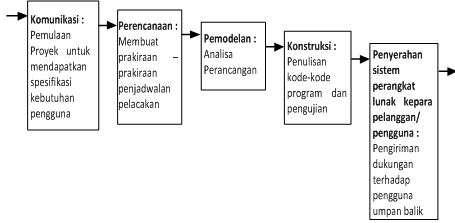 Komunikasi :
Pemulaan
Proyek untuk
mendapatkan
spesifikasi
kebutuhan
pengguna
Perencanaan :
Membuat
prakiraan –
prakiraan
penjadwalan
pelacakan
Pemodelan :
Analisa
Perancangan
Konstruksi :
Penulisan
kode-kode
program dan
pengujian
Penyerahan
sistem
perangkat
lunak kepara
pelanggan/
pengguna :
Pengiriman
dukungan
terhadap
pengguna
umpan balik